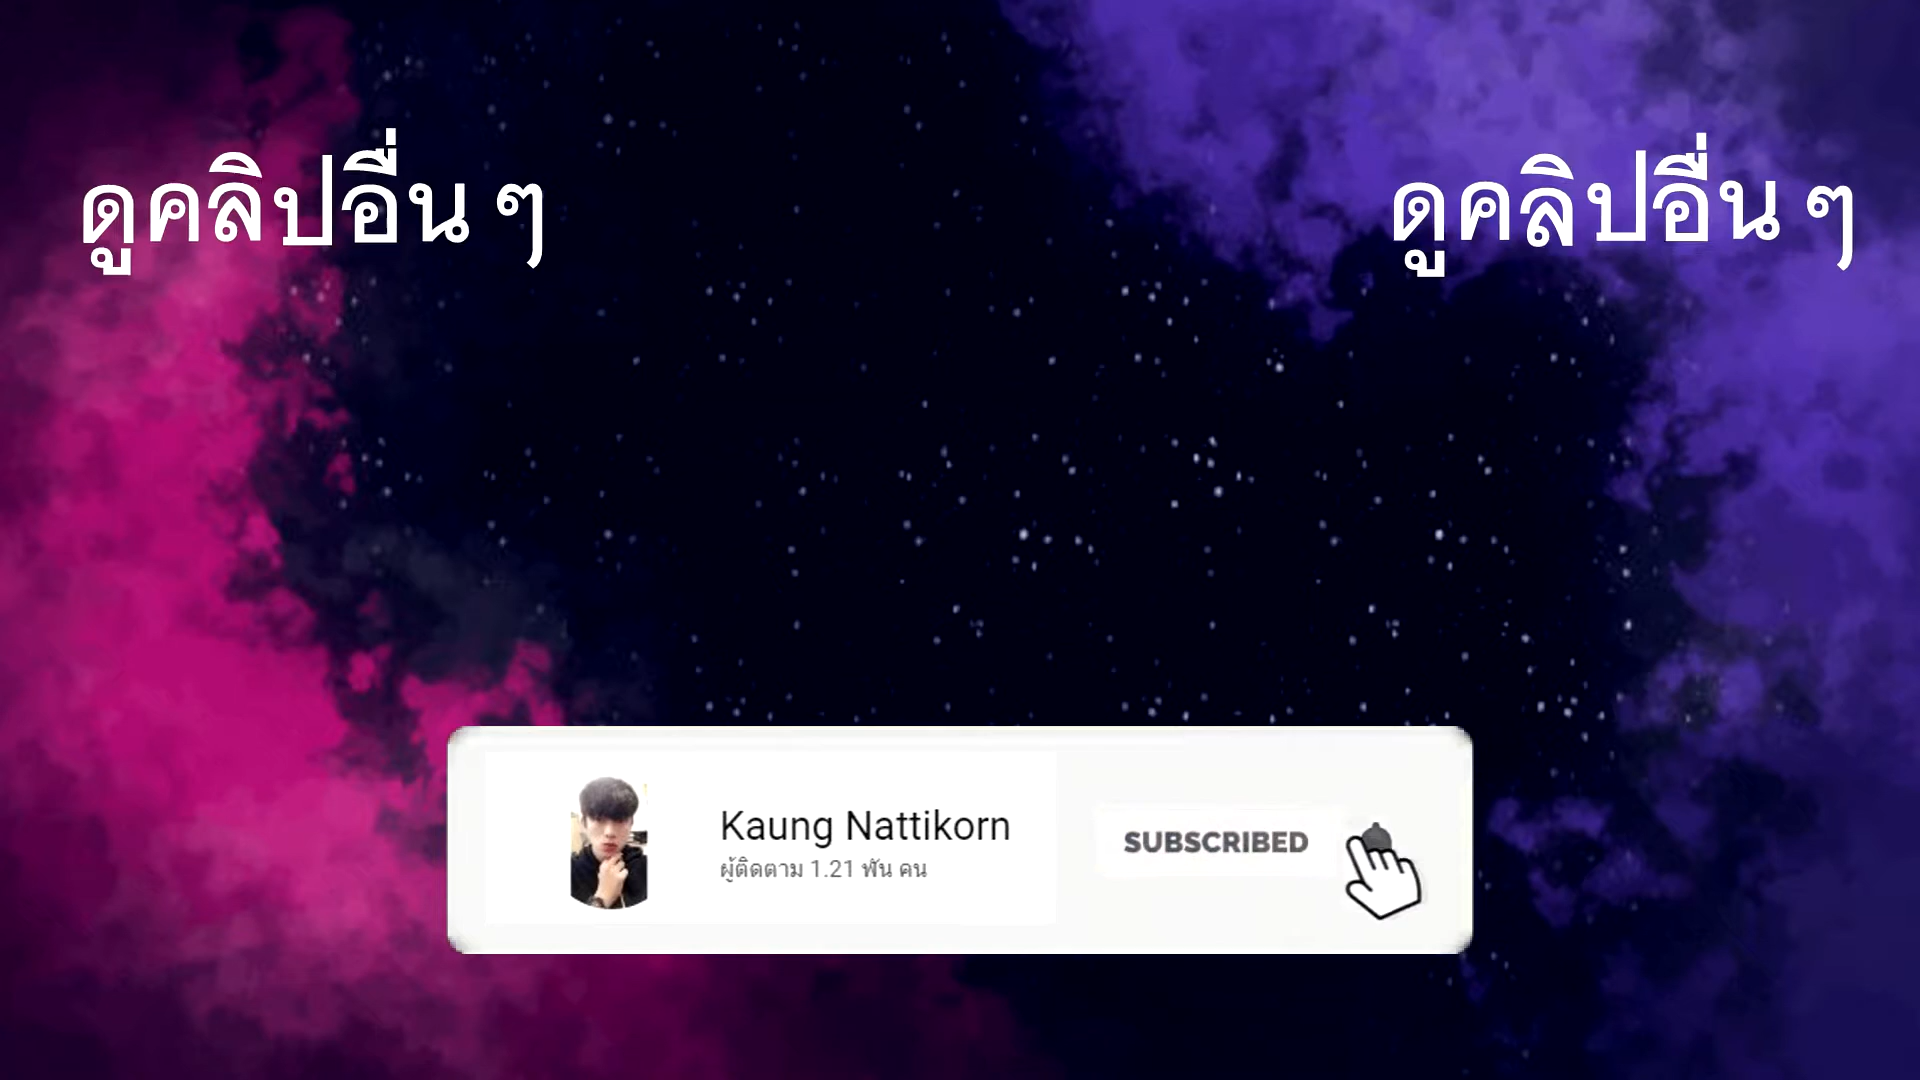 ดูคลิปอื่น ๆ
ดูคลิปอื่น ๆ
Kaung Nattikorn
ผู้ติดตาม 1.21 พัน คน
SUBSCRIBED